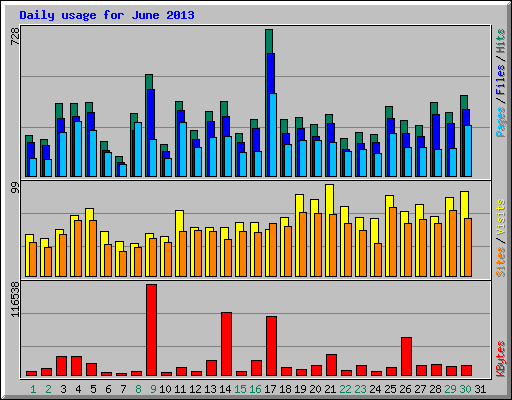 Daily usage for June 2013
728
Pages / Files / Hits
99
Sites / Visits
116538
KBytes
1 2 3 4 5 6 7 8 9 10 11 12 13 14 15 16 17 18 19 20 21 22 23 24 25 26 27 28 29 30 31